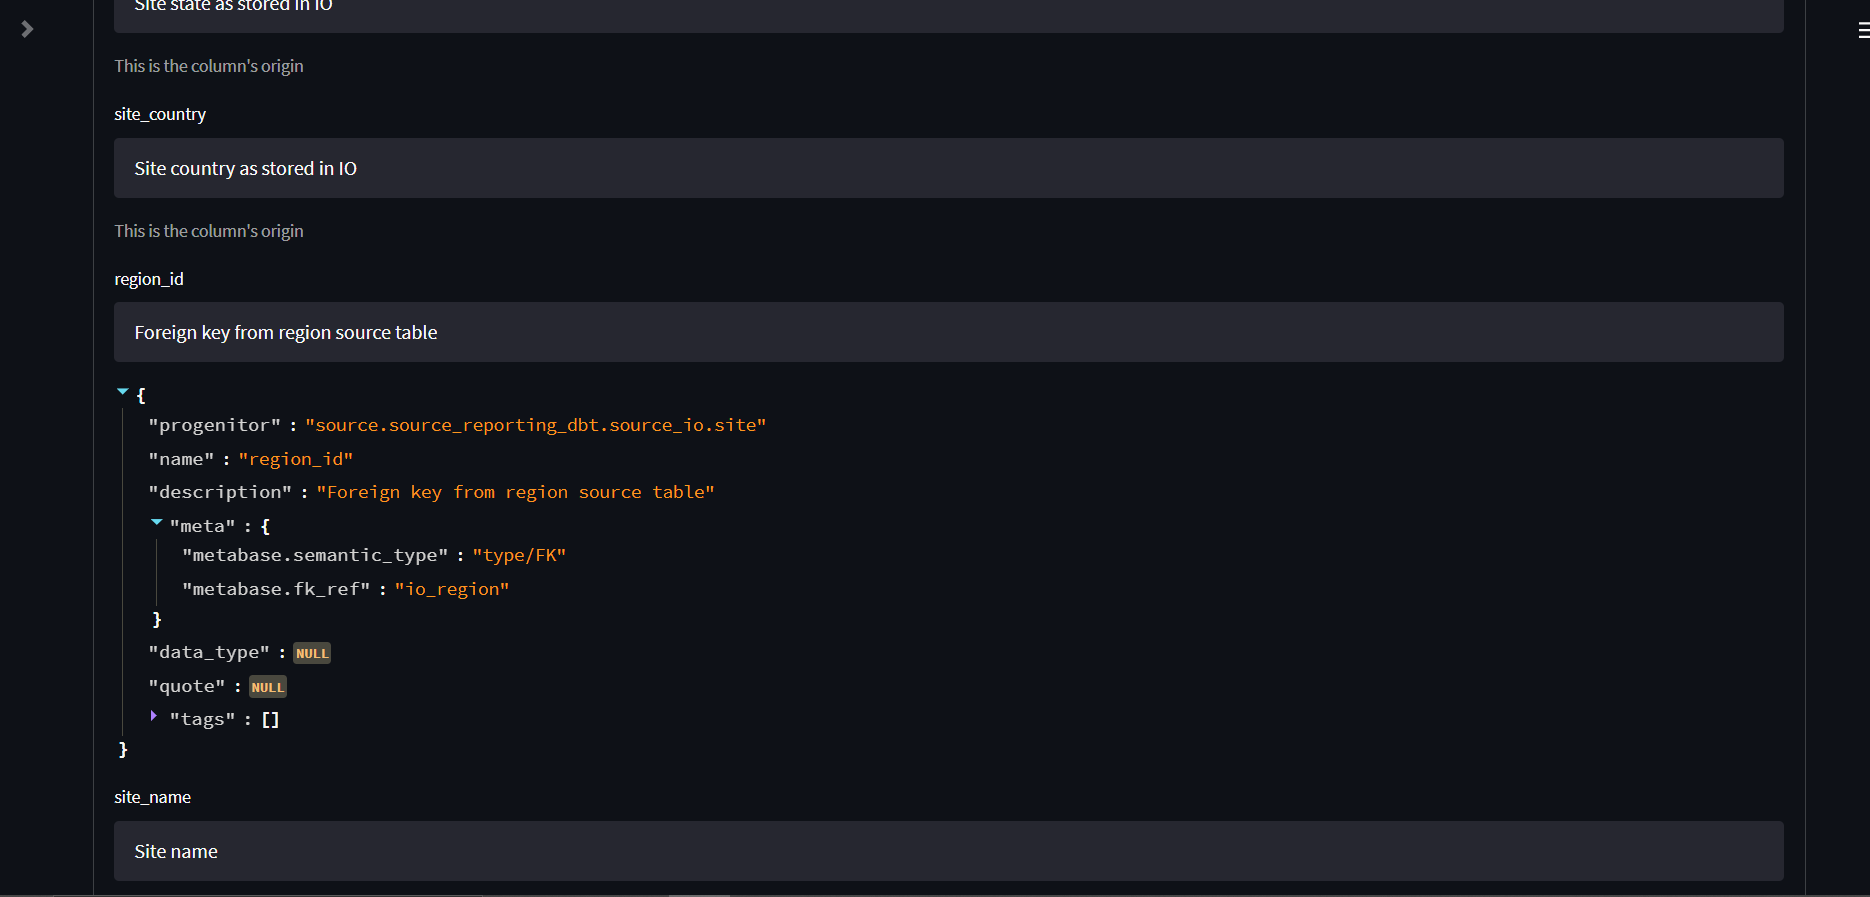 Site state as stored in IO
This is the column's origin
site_country
Site country as stored in IO
This is the column's origin
region_id
Foreign key from region source table
{
"progenitor" : "source.source_reporting_dbt.source_io.site"
"name" : "region_id"
"description" : "Foreign key from region source table"
"meta" : {
"metabase.semantic_type" : "type/FK"
"metabase.fk_ref" : "io_region"
}
"data_type" : NULL
"quote" : NULL
"tags" : []
}
site_name
Site name